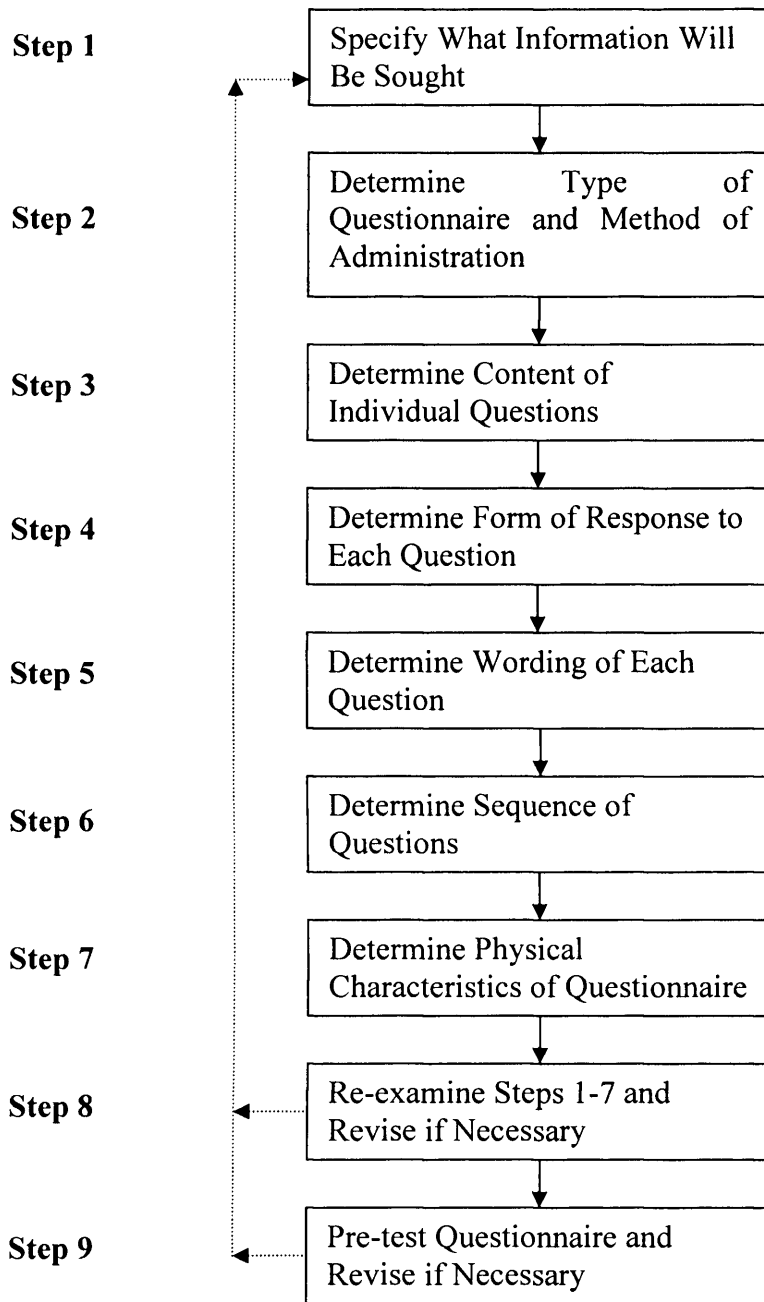 Step 1
Specify What Information Will
Be Sought
Step 2
Determine Type of
Questionnaire and Method of
Administration
Step 3
Determine Content of
Individual Questions
Step 4
Determine Form of Response to
Each Question
Step 5
Determine Wording of Each
Question
Step 6
Determine Sequence of
Questions
Step 7
Determine Physical
Characteristics of Questionnaire
Step 8
Re-examine Steps 1-7 and
Revise if Necessary
Step 9
Pre-test Questionnaire and
Revise if Necessary